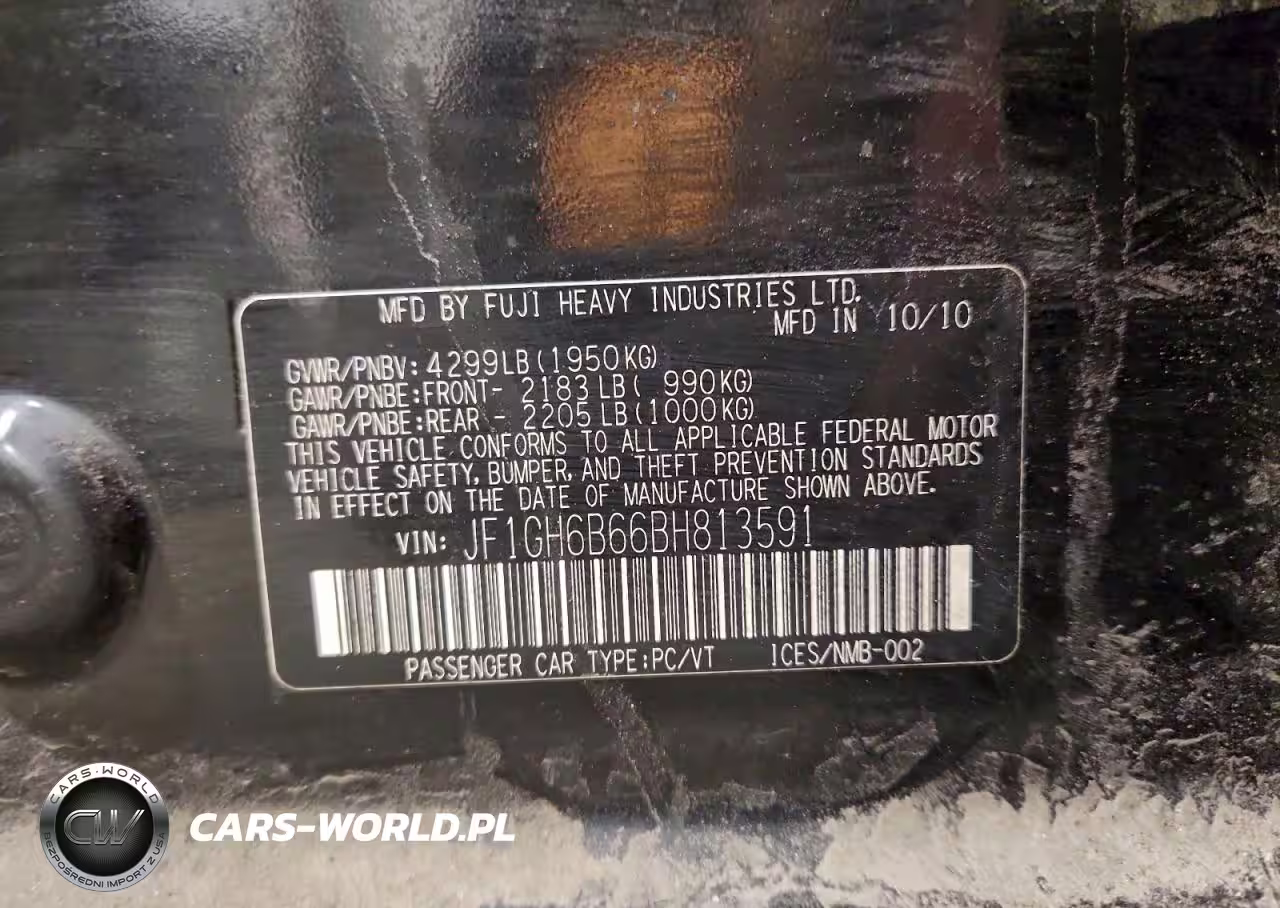 MFD BY FUJI HEAVY INDUSTRIES LTD.
MFD IN 10/10
GVWR/PNBV: 4299LB (1950KG)
GAWR/PNBE:FRONT- 2183 LB ( 990KG)
GAWR/PNBE:REAR - 2205 LB (1000KG)
THIS VEHICLE CONFORMS TO ALL APPLICABLE FEDERAL MOTOR
VEHICLE SAFETY, BUMPER, AND THEFT PREVENTION STANDARDS
IN EFFECT ON THE DATE OF MANUFACTURE SHOWN ABOVE.
VIN: JF1GH6B66BH813591
PASSENGER CAR TYPE:PC/VT ICES/NMB-002
CARS-WORLD
CW
BEZPOŚREDNI IMPORT Z USA
CARS-WORLD.PL